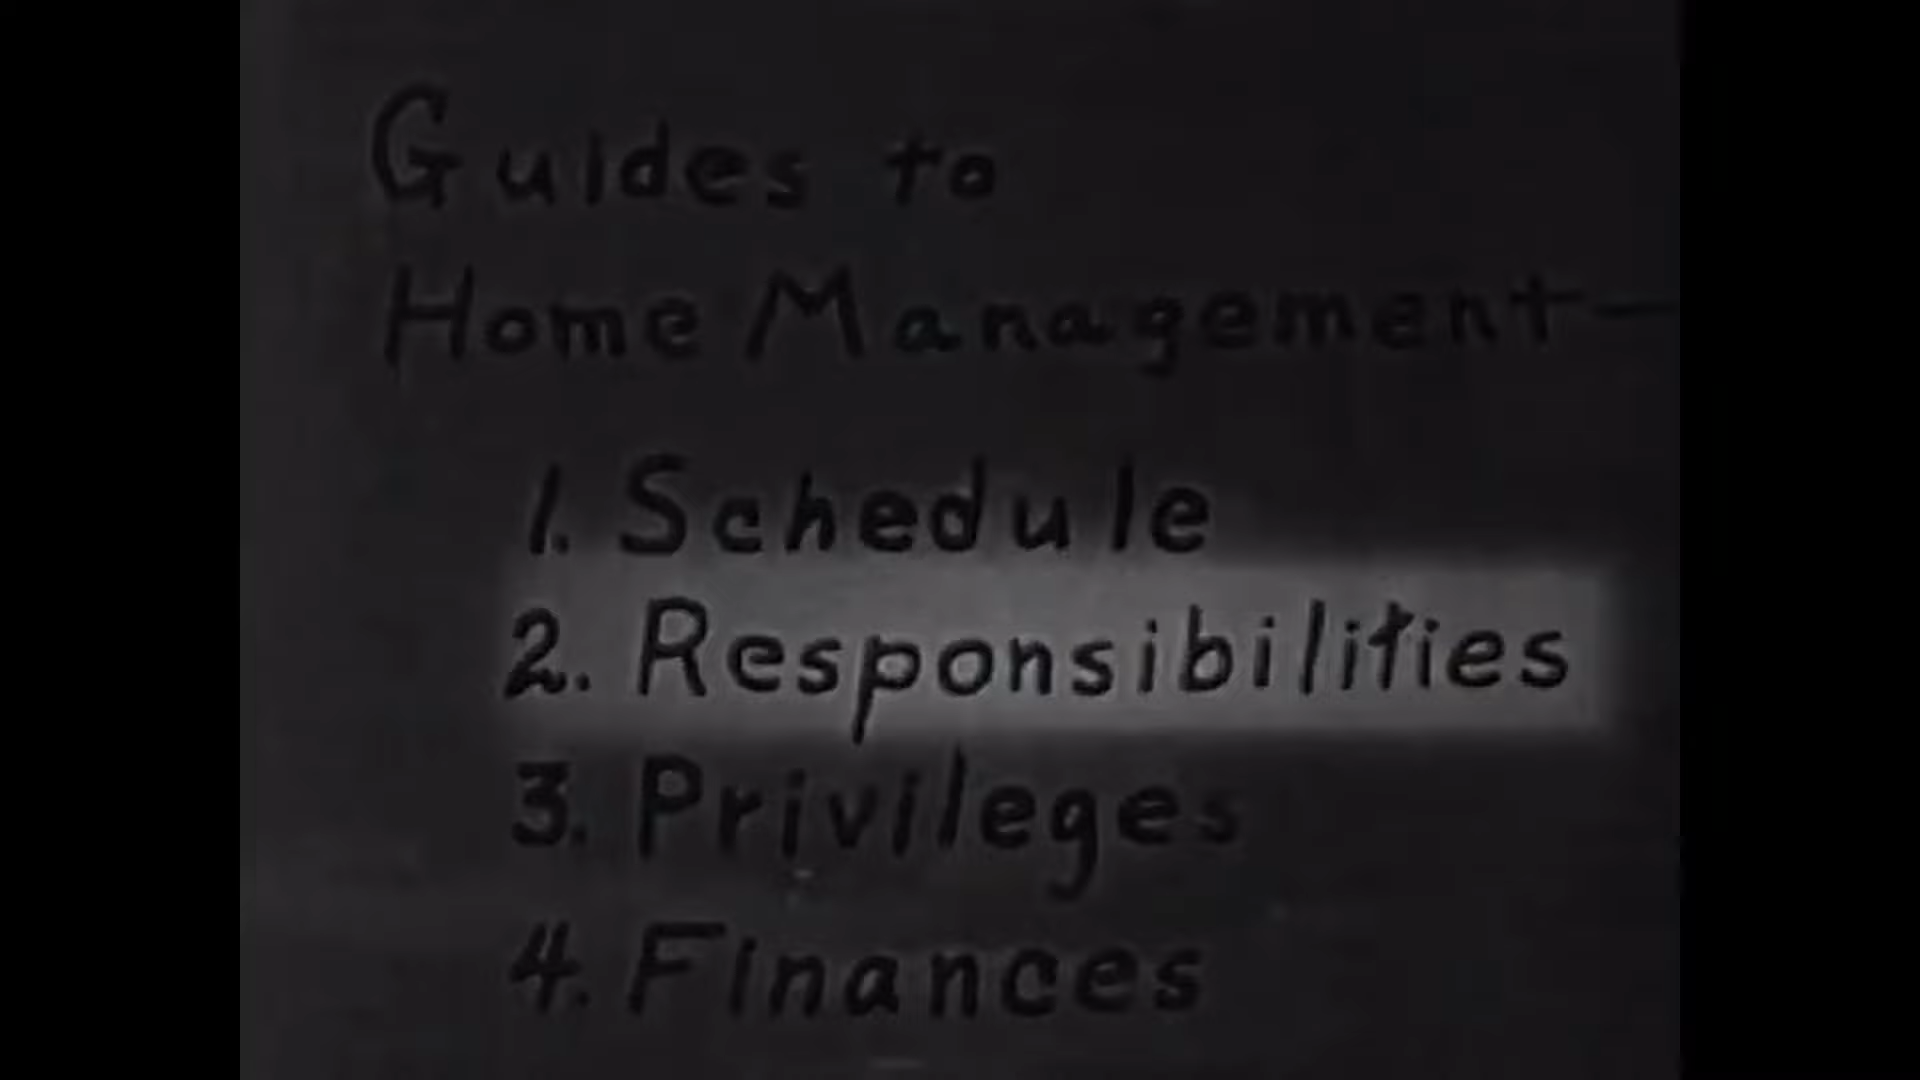 Guides to
Home Management—
1. Schedule
2. Responsibilities
3. Privileges
4. Finances